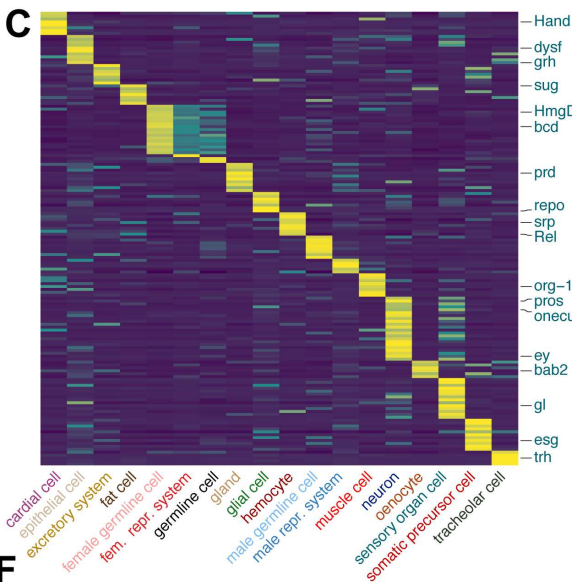 C
Hand
dysf
grh
sug
HmgD
bcd
prd
repo
srp
Rel
org-1
pros
onecu
ey
bab2
gl
esg
trh
cardial cell
epithelial cell
excretory system
fat cell
female germline cell
fem. repr. system
germline cell
gland
glial cell
hemocyte
male germline cell
male repr. system
muscle cell
neuron
oenocyte
sensory organ cell
somatic precursor cell
tracheolar cell
F